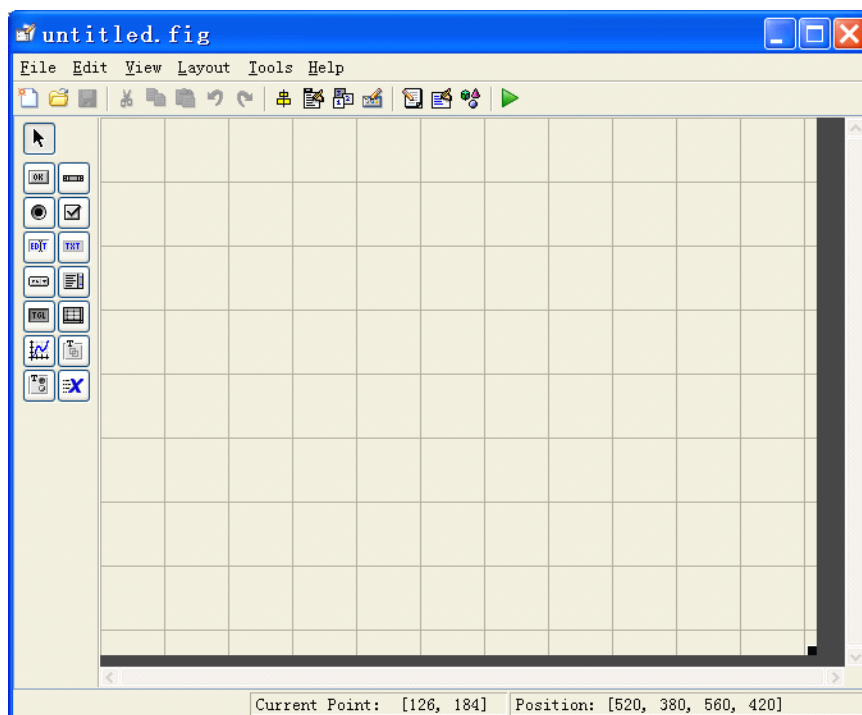 untitled.fig
File Edit View Layout Tools Help
OK
EDIT TXT
TGL
T
T X
Current Point: [126, 184] Position: [520, 380, 560, 420]